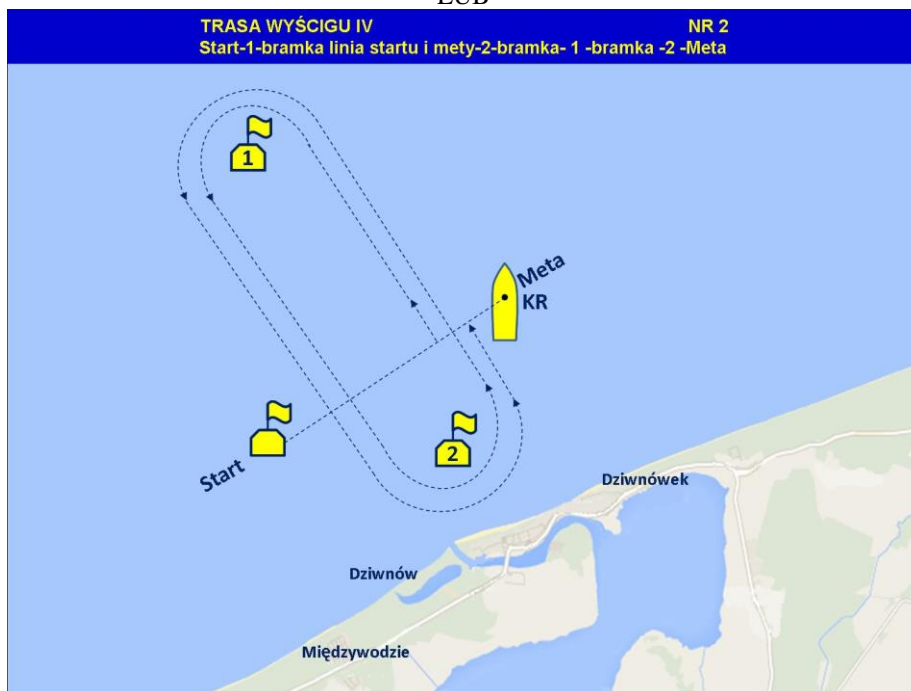 LUB
TRASA WYŚCIGU IV NR 2
Start-1-bramka linia startu i mety-2-bramka- 1 -bramka -2 -Meta
1
Meta
KR
2
Start
Dziwnówek
Dziwnów
Międzywodzie